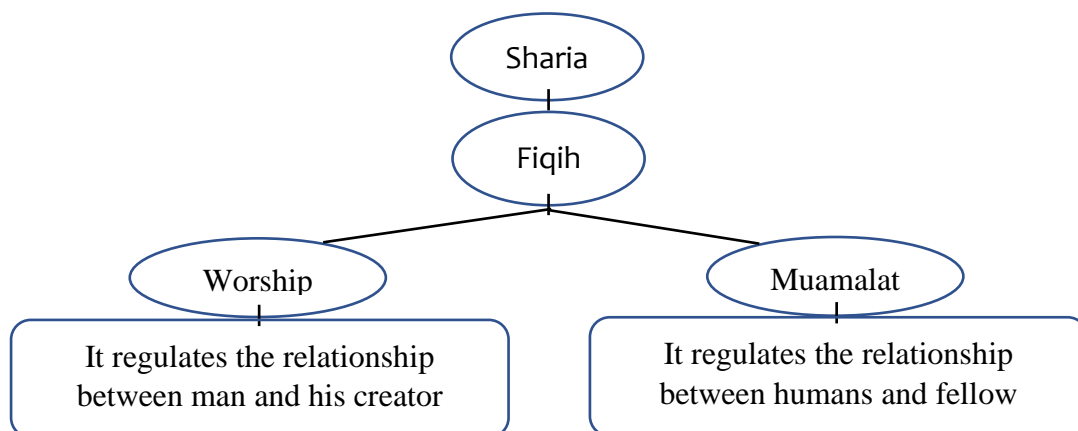 Sharia
Fiqih
Worship
Muamalat
It regulates the relationship
between man and his creator
It regulates the relationship
between humans and fellow